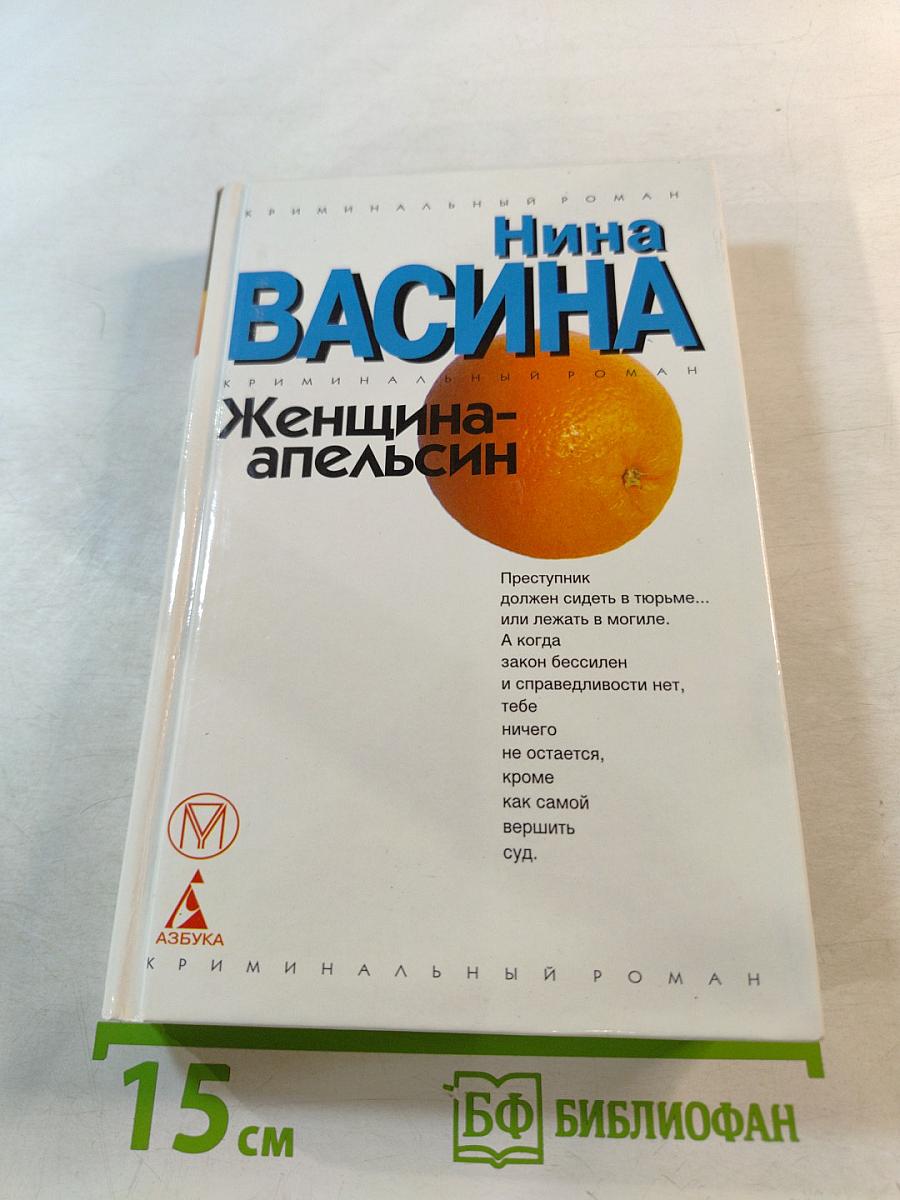 КРИМИНАЛЬНЫЙ РОМАН
Нина
ВАСИНА
КРИМИНАЛЬНЫЙ РОМАН
Женщина-
апельсин
Преступник
должен сидеть в тюрьме...
или лежать в могиле.
А когда
закон бессилен
и справедливости нет,
тебе
ничего
не остается,
кроме
как самой
вершить
суд.
АЗБУКА
КРИМИНАЛЬНЫЙ РОМАН
15 см
БФ БИБЛИОФАН